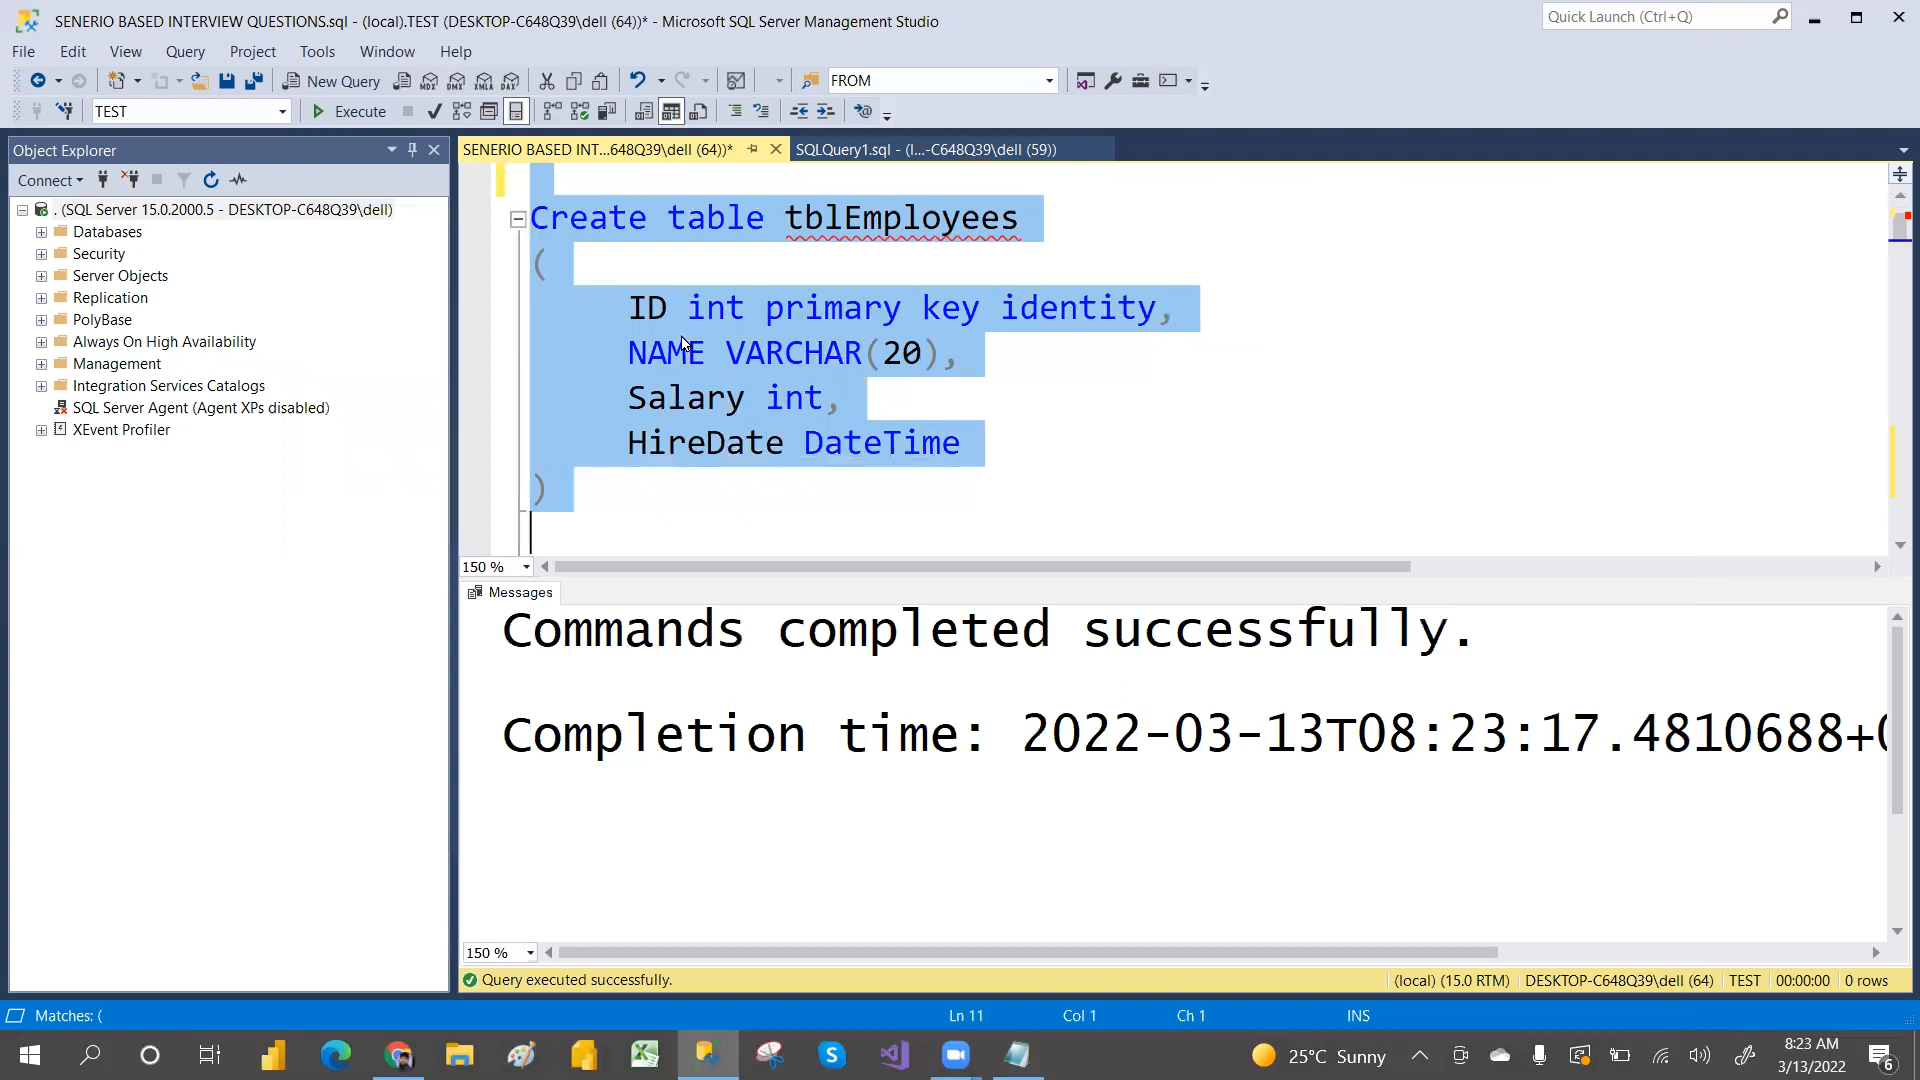 SENERIO BASED INTERVIEW QUESTIONS.sql - (local).TEST (DESKTOP-C648Q39\dell (64))* - Microsoft SQL Server Management Studio
Quick Launch (Ctrl+Q)
File Edit View Query Project Tools Window Help
New Query
MDX DMX XMLA DAX
FROM
TEST
Execute
Object Explorer
SENERIO BASED INT...648Q39\dell (64))*
SQLQuery1.sql - (l...-C648Q39\dell (59))
Connect
. (SQL Server 15.0.2000.5 - DESKTOP-C648Q39\dell)
Databases
Security
Server Objects
Replication
PolyBase
Always On High Availability
Management
Integration Services Catalogs
SQL Server Agent (Agent XPs disabled)
XEvent Profiler
Create table tblEmployees
(
ID int primary key identity,
NAME VARCHAR(20),
Salary int,
HireDate DateTime
)
150 %
Messages
Commands completed successfully.
Completion time: 2022-03-13T08:23:17.4810688+0
150 %
Query executed successfully.
(local) (15.0 RTM)
DESKTOP-C648Q39\dell (64)
TEST
00:00:00
0 rows
Matches: (
Ln 11
Col 1
Ch 1
INS
25°C Sunny
8:23 AM
3/13/2022
6